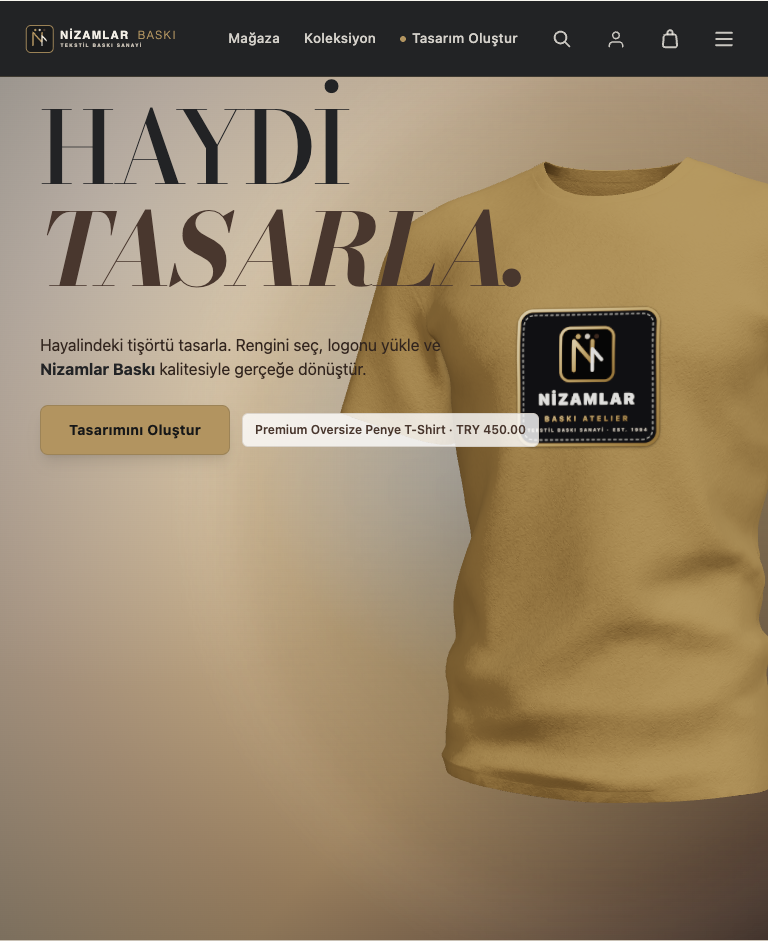 NİZAMLAR BASKI
TEKSTİL BASKI SANAYİ
Mağaza
Koleksiyon
Tasarım Oluştur
HAYDİ
TASARLA.
Hayalindeki tişörtü tasarla. Rengini seç, logonu yükle ve
Nizamlar Baskı kalitesiyle gerçeğe dönüştür.
Tasarımını Oluştur
Premium Oversize Penye T-Shirt · TRY 450.00
NİZAMLAR
BASKI ATELIER
BASKI SANAYİ · EST. 1984